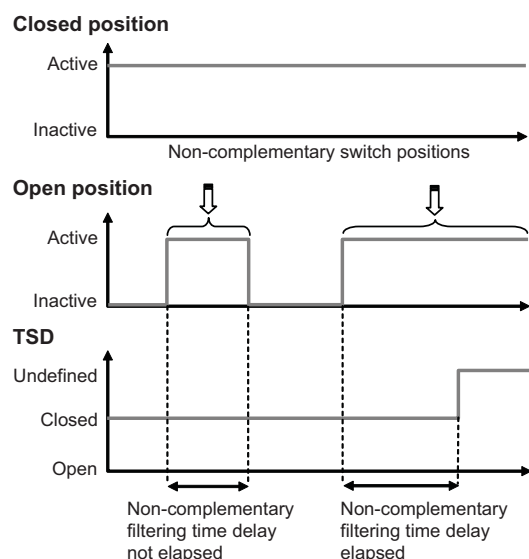 Closed position
Active
Inactive
Non-complementary switch positions
Open position
Active
Inactive
TSD
Undefined
Closed
Open
Non-complementary
filtering time delay
not elapsed
Non-complementary
filtering time delay
elapsed